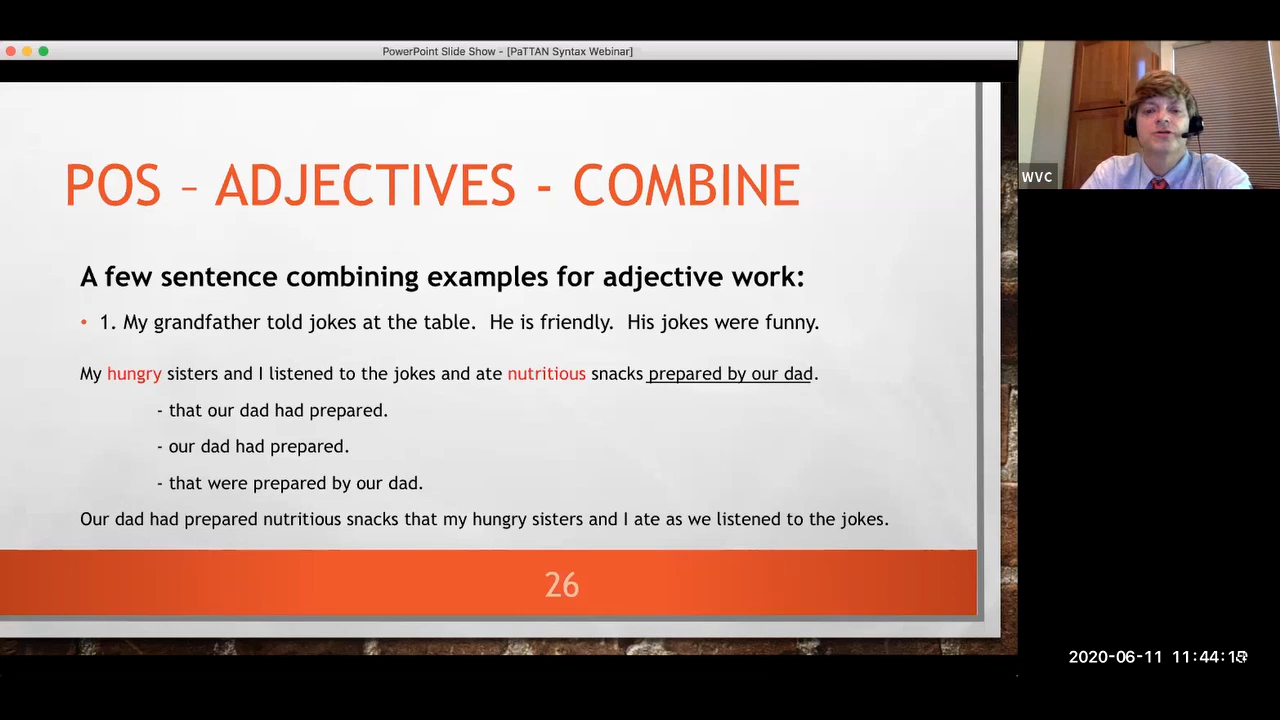 PowerPoint Slide Show - [PaTTAN Syntax Webinar]
POS – ADJECTIVES - COMBINE
A few sentence combining examples for adjective work:
• 1. My grandfather told jokes at the table. He is friendly. His jokes were funny.
My hungry sisters and I listened to the jokes and ate nutritious snacks prepared by our dad.
- that our dad had prepared.
- our dad had prepared.
- that were prepared by our dad.
Our dad had prepared nutritious snacks that my hungry sisters and I ate as we listened to the jokes.
26
WVC
2020-06-11